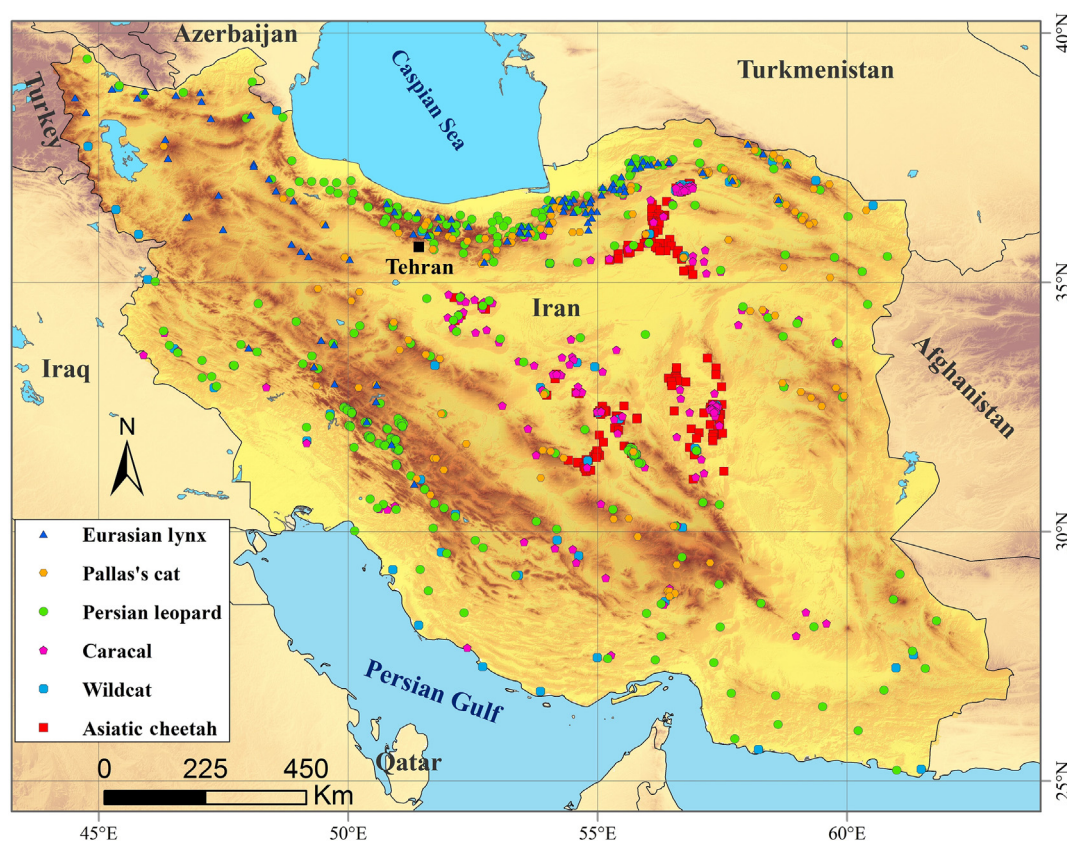 Azerbaijan
40°N
Turkey
Caspian Sea
Turkmenistan
Tehran
35°N
Iran
Iraq
Afghanistan
N
30°N
Eurasian lynx
Pallas's cat
Persian leopard
Caracal
Wildcat
Asiatic cheetah
Persian Gulf
Qatar
0 225 450
Km
25°N
45°E 50°E 55°E 60°E